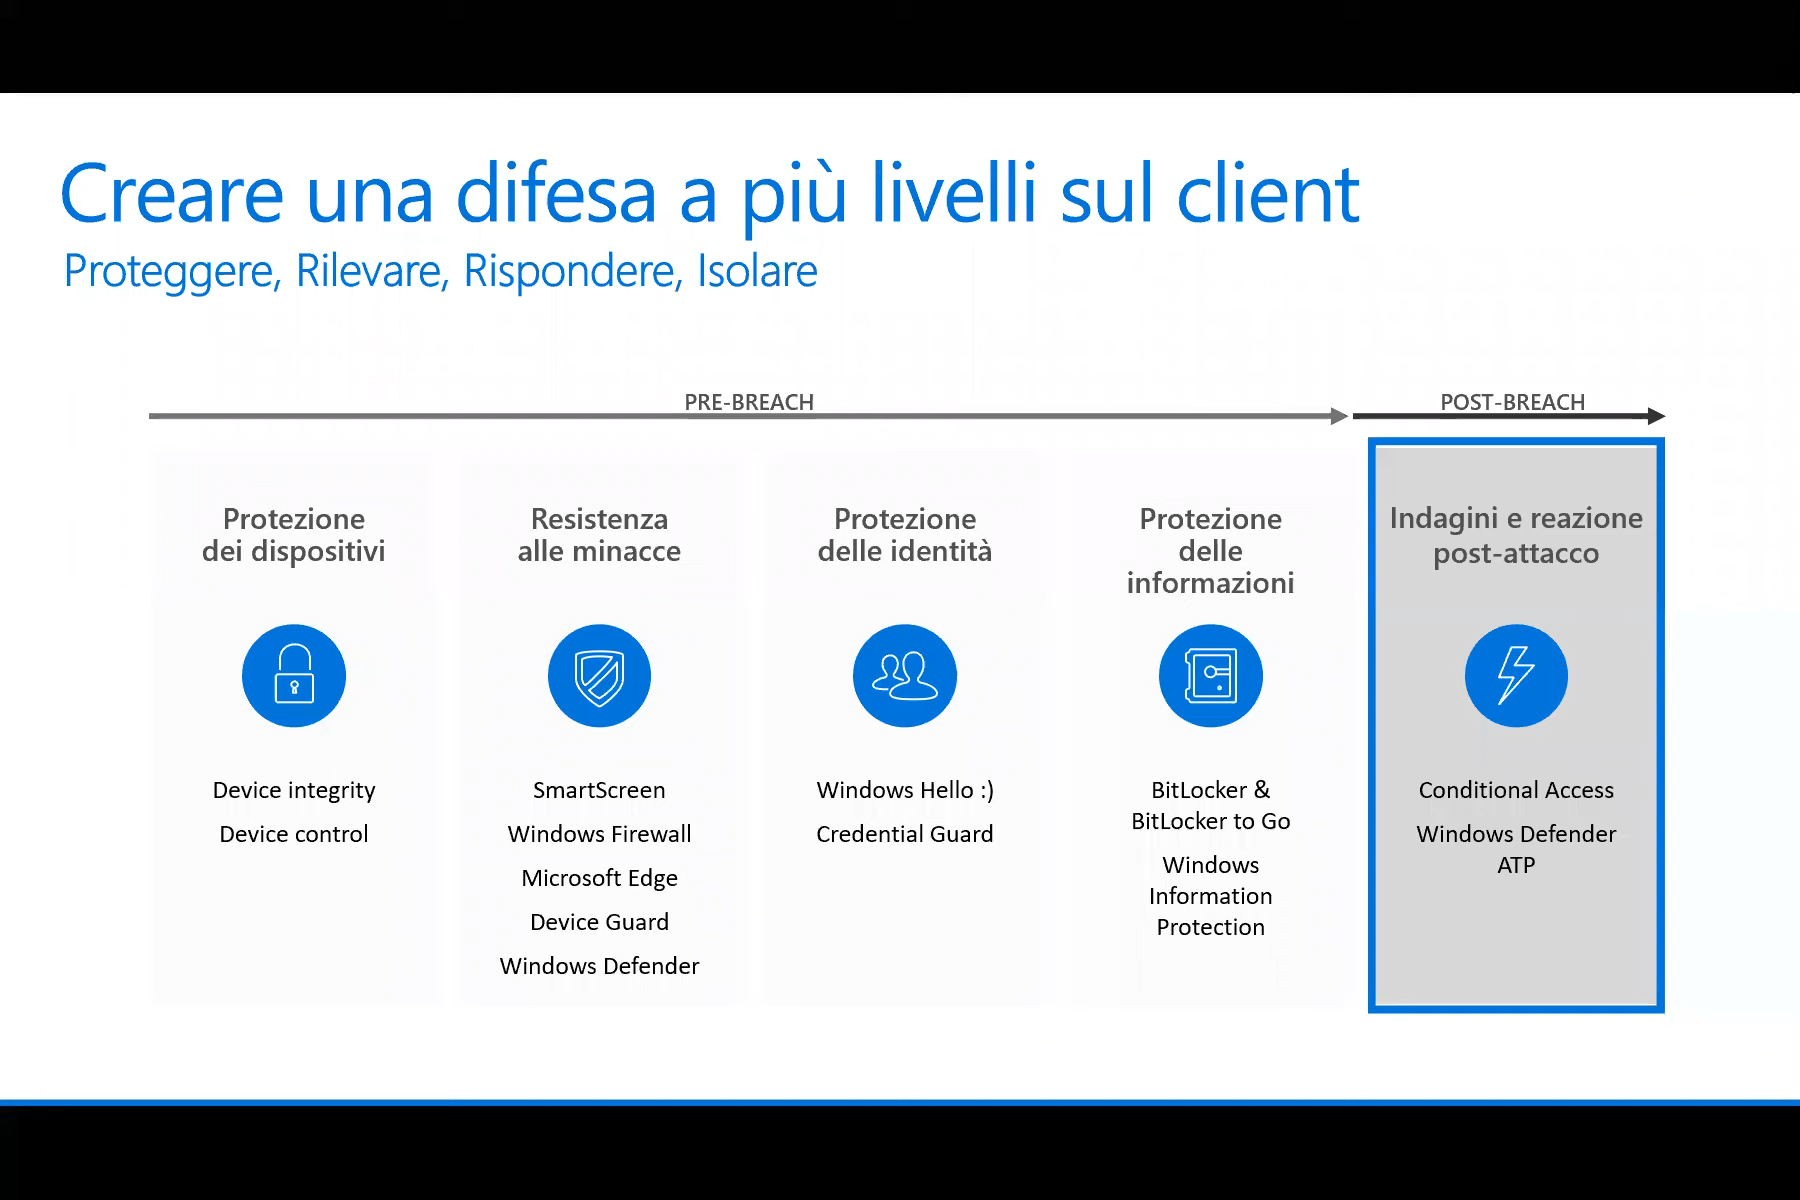 Creare una difesa a più livelli sul client
Proteggere, Rilevare, Rispondere, Isolare
PRE-BREACH
POST-BREACH
Protezione
dei dispositivi
Device integrity
Device control
Resistenza
alle minacce
SmartScreen
Windows Firewall
Microsoft Edge
Device Guard
Windows Defender
Protezione
delle identità
Windows Hello :)
Credential Guard
Protezione
delle
informazioni
BitLocker &
BitLocker to Go
Windows
Information
Protection
Indagini e reazione
post-attacco
Conditional Access
Windows Defender
ATP